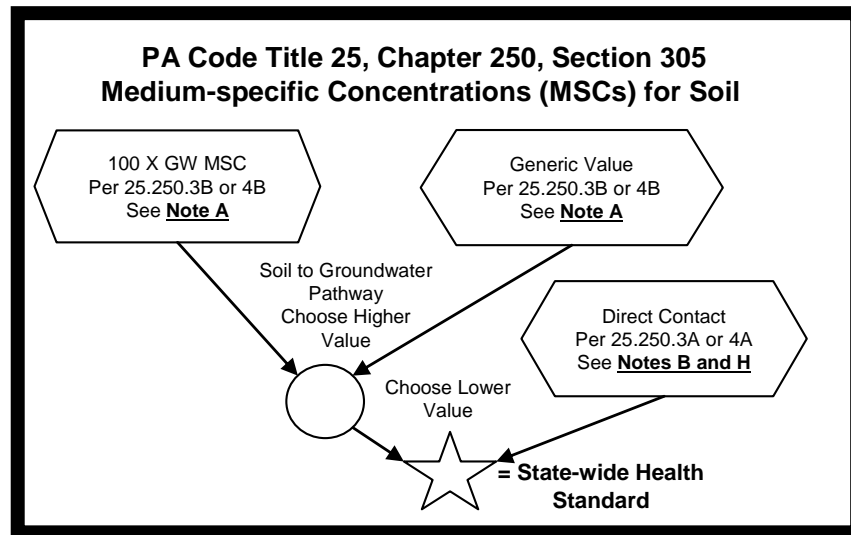 PA Code Title 25, Chapter 250, Section 305
Medium-specific Concentrations (MSCs) for Soil
100 X GW MSC
Per 25.250.3B or 4B
See Note A
Generic Value
Per 25.250.3B or 4B
See Note A
Soil to Groundwater
Pathway
Choose Higher
Value
Direct Contact
Per 25.250.3A or 4A
See Notes B and H
Choose Lower
Value
= State-wide Health
Standard